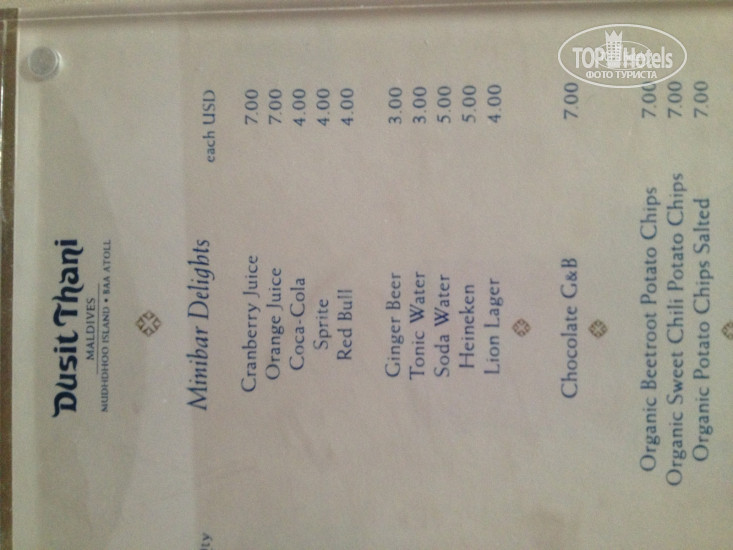 TOP Hotels
ФОТО ТУРИСТА
Dusit Thani
MALDIVES
MUDHDHOO ISLAND • BAA ATOLL
Minibar Delights each USD
Cranberry Juice 7.00
Orange Juice 7.00
Coca-Cola 4.00
Sprite 4.00
Red Bull 4.00
Ginger Beer 3.00
Tonic Water 3.00
Soda Water 5.00
Heineken 5.00
Lion Lager 4.00
Chocolate G&B 7.00
Organic Beetroot Potato Chips 7.00
Organic Sweet Chili Potato Chips 7.00
Organic Potato Chips Salted 7.00